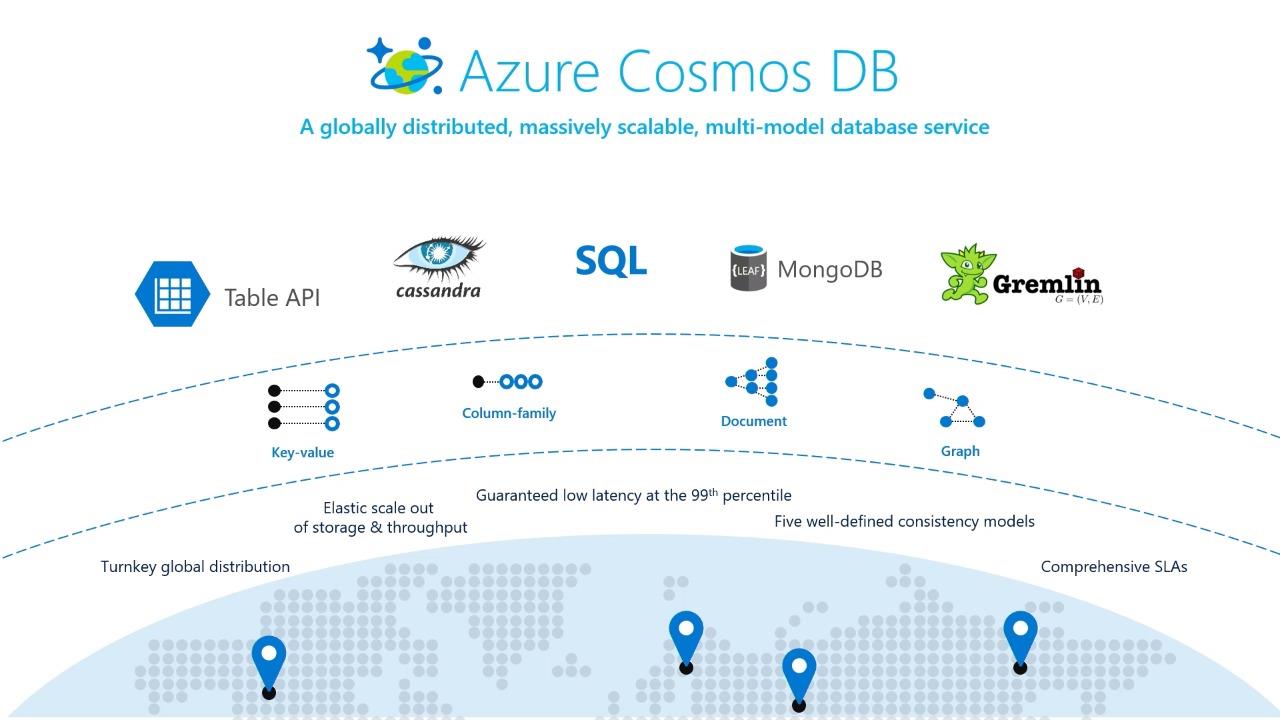 Azure Cosmos DB
A globally distributed, massively scalable, multi-model database service
Table API
cassandra
SQL
{LEAF}
MongoDB
Gremlin
G = (V, E)
Key-value
Column-family
Document
Graph
Turnkey global distribution
Elastic scale out
of storage & throughput
Guaranteed low latency at the 99th percentile
Five well-defined consistency models
Comprehensive SLAs